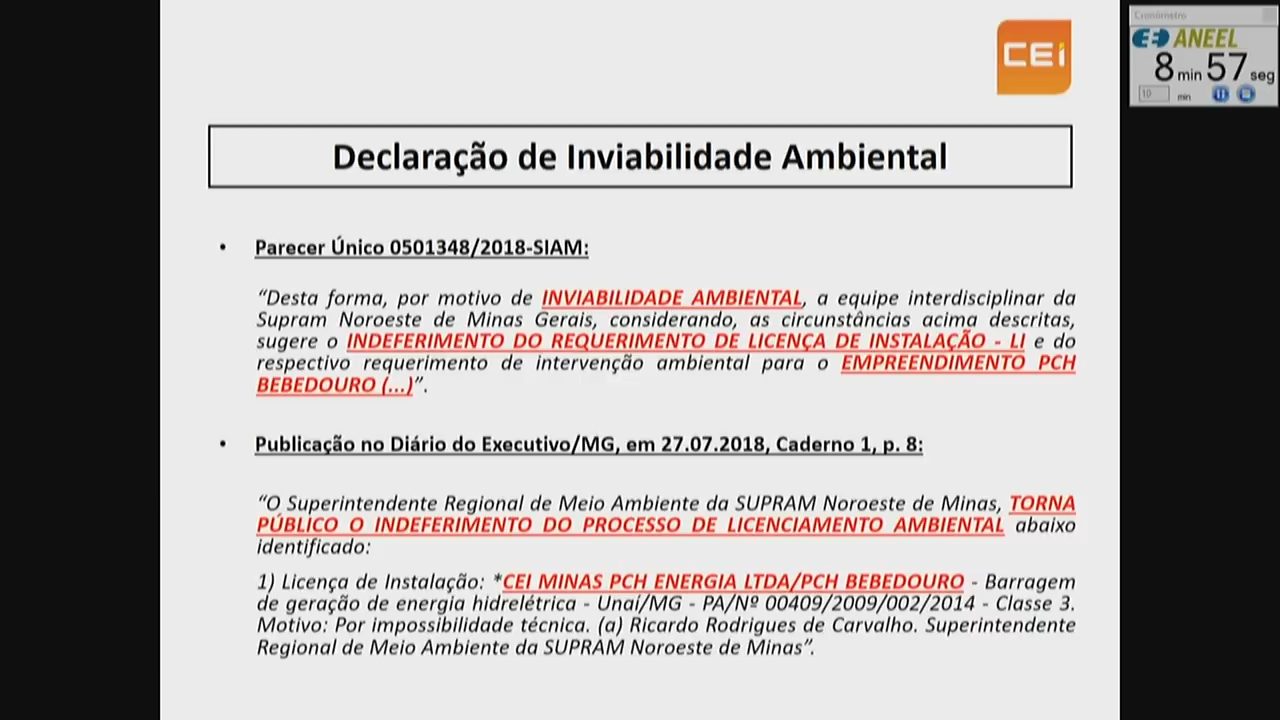 CEi
Cronômetro
ANEEL
8 min 57 seg
10 min
Declaração de Inviabilidade Ambiental
• Parecer Único 0501348/2018-SIAM:
“Desta forma, por motivo de INVIABILIDADE AMBIENTAL, a equipe interdisciplinar da
Supram Noroeste de Minas Gerais, considerando, as circunstâncias acima descritas,
sugere o INDEFERIMENTO DO REQUERIMENTO DE LICENÇA DE INSTALAÇÃO - LI e do
respectivo requerimento de intervenção ambiental para o EMPREENDIMENTO PCH
BEBEDOURO (...)”.
• Publicação no Diário do Executivo/MG, em 27.07.2018, Caderno 1, p. 8:
“O Superintendente Regional de Meio Ambiente da SUPRAM Noroeste de Minas, TORNA
PÚBLICO O INDEFERIMENTO DO PROCESSO DE LICENCIAMENTO AMBIENTAL abaixo
identificado:
1) Licença de Instalação: *CEI MINAS PCH ENERGIA LTDA/PCH BEBEDOURO - Barragem
de geração de energia hidrelétrica - Unaí/MG - PA/Nº 00409/2009/002/2014 - Classe 3.
Motivo: Por impossibilidade técnica. (a) Ricardo Rodrigues de Carvalho. Superintendente
Regional de Meio Ambiente da SUPRAM Noroeste de Minas”.